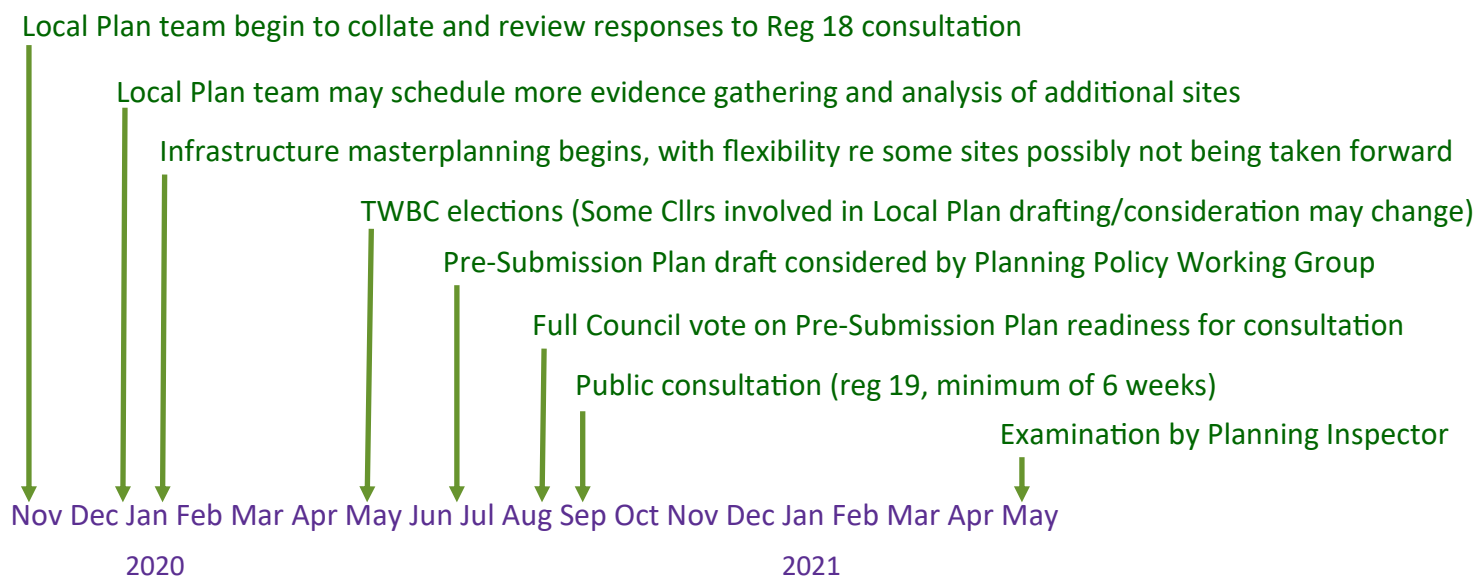 Local Plan team begin to collate and review responses to Reg 18 consultation
Local Plan team may schedule more evidence gathering and analysis of additional sites
Infrastructure masterplanning begins, with flexibility re some sites possibly not being taken forward
TWBC elections (Some Cllrs involved in Local Plan drafting/consideration may change)
Pre-Submission Plan draft considered by Planning Policy Working Group
Full Council vote on Pre-Submission Plan readiness for consultation
Public consultation (reg 19, minimum of 6 weeks)
Examination by Planning Inspector
Nov Dec Jan Feb Mar Apr May Jun Jul Aug Sep Oct Nov Dec Jan Feb Mar Apr May
2020 2021